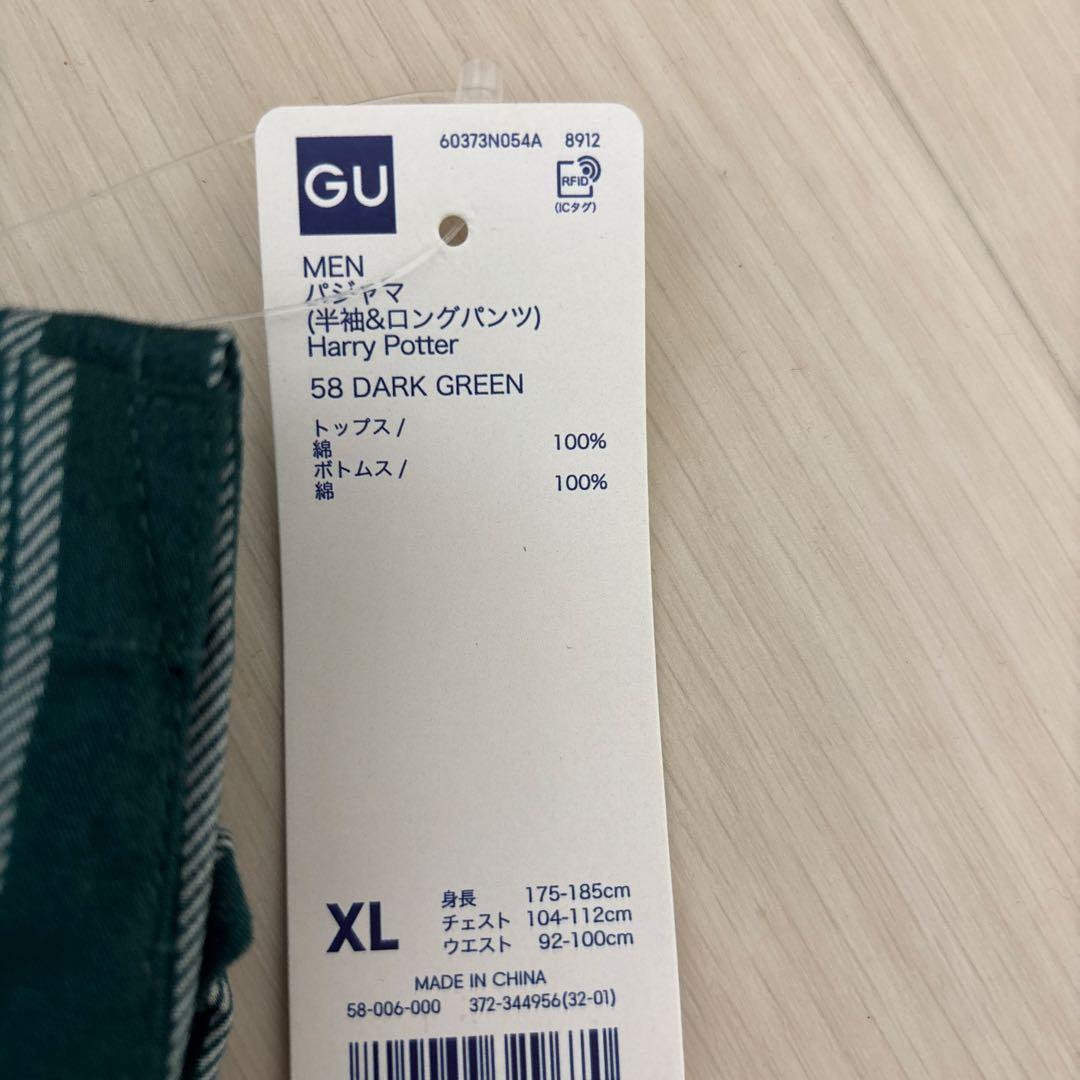 60373N054A 8912
GU
RFID
(ICタグ)
MEN
パジャマ
(半袖&ロングパンツ)
Harry Potter
58 DARK GREEN
トップス /
綿 100%
ボトムス /
綿 100%
XL
身長 175-185cm
チェスト 104-112cm
ウエスト 92-100cm
MADE IN CHINA
58-006-000 372-344956(32-01)